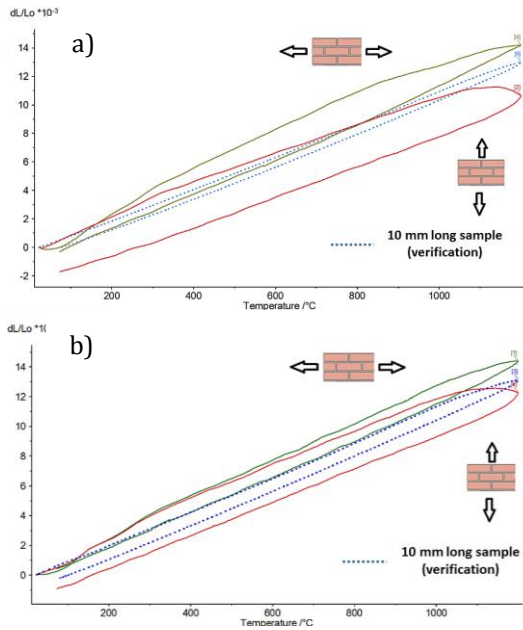 dL/Lo *10⁻³
a)
14
12
10
8
6
4
2
0
-2
10 mm long sample
(verification)
200 400 600 800 1000
Temperature /°C
dL/Lo *1(
b)
14
12
10
8
6
4
2
0
-2
10 mm long sample
(verification)
200 400 600 800 1000
Temperature /°C